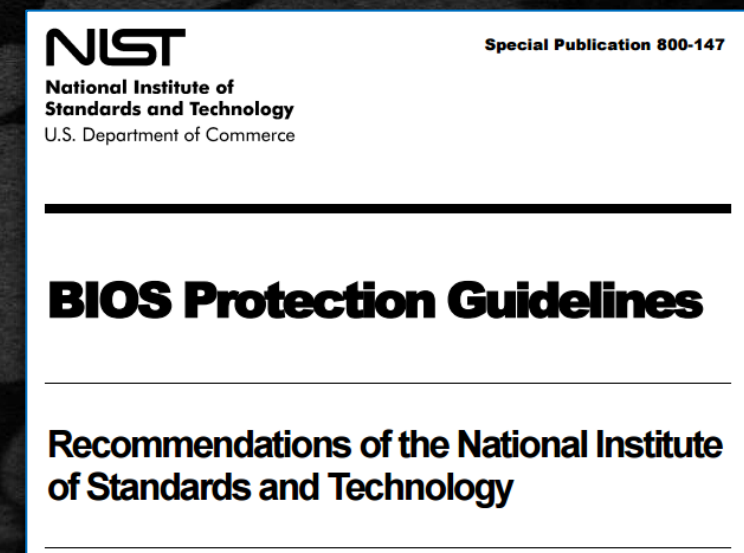 NIST
Special Publication 800-147
National Institute of
Standards and Technology
U.S. Department of Commerce
BIOS Protection Guidelines
Recommendations of the National Institute
of Standards and Technology